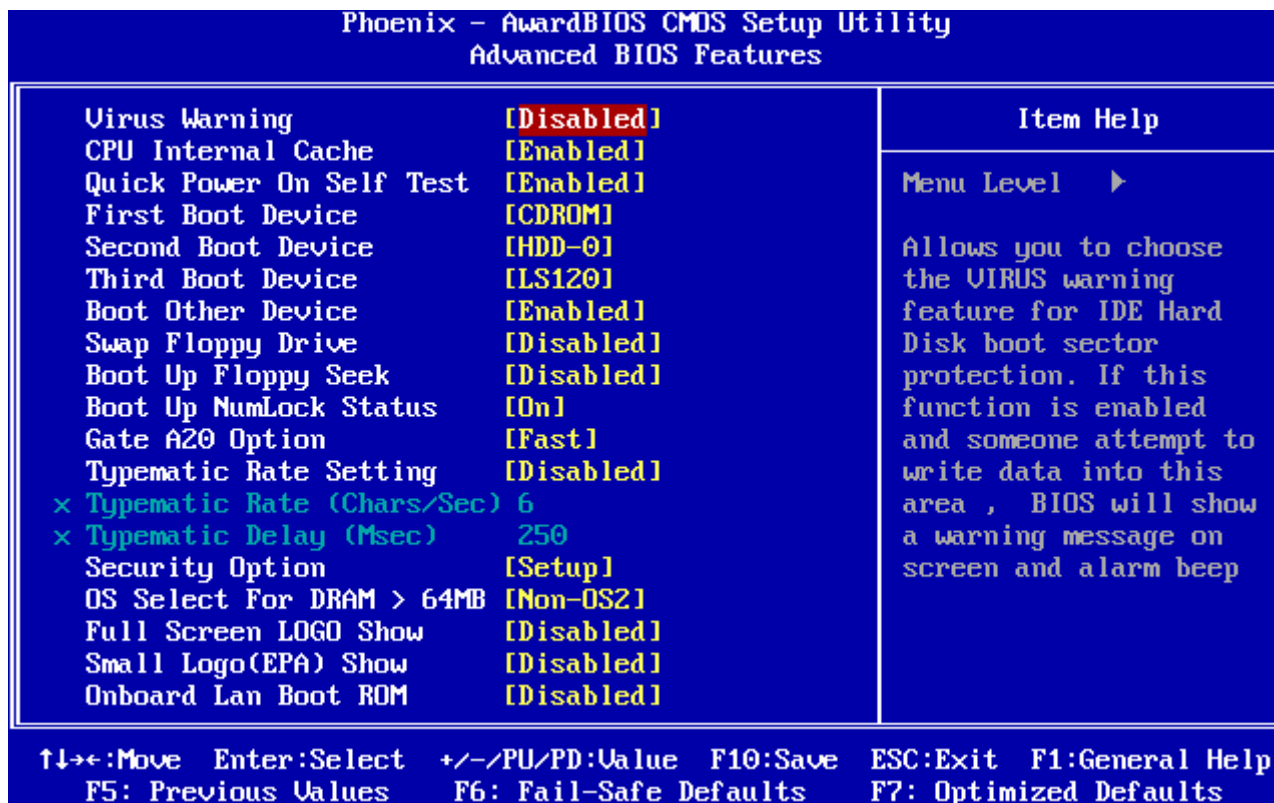 Phoenix - AwardBIOS CMOS Setup Utility
Advanced BIOS Features
Virus Warning [Disabled]
CPU Internal Cache [Enabled]
Quick Power On Self Test [Enabled]
First Boot Device [CDROM]
Second Boot Device [HDD-0]
Third Boot Device [LS120]
Boot Other Device [Enabled]
Swap Floppy Drive [Disabled]
Boot Up Floppy Seek [Disabled]
Boot Up NumLock Status [On]
Gate A20 Option [Fast]
Typematic Rate Setting [Disabled]
x Typematic Rate (Chars/Sec) 6
x Typematic Delay (Msec) 250
Security Option [Setup]
OS Select For DRAM > 64MB [Non-OS2]
Full Screen LOGO Show [Disabled]
Small Logo(EPA) Show [Disabled]
Onboard Lan Boot ROM [Disabled]
Item Help
Menu Level ▶
Allows you to choose
the VIRUS warning
feature for IDE Hard
Disk boot sector
protection. If this
function is enabled
and someone attempt to
write data into this
area , BIOS will show
a warning message on
screen and alarm beep
↑↓→←:Move Enter:Select +/-/PU/PD:Value F10:Save ESC:Exit F1:General Help
F5: Previous Values F6: Fail-Safe Defaults F7: Optimized Defaults